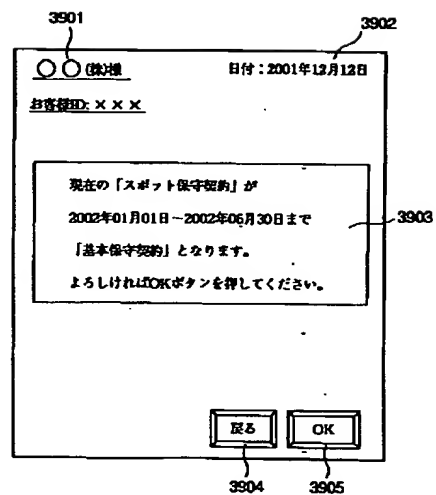 3901
3902
○○(株)様
日付：2001年12月12日
お客様ID: ×××
現在の「スポット保守契約」が
2002年01月01日～2002年06月30日まで
「基本保守契約」となります。
よろしければOKボタンを押してください。
3903
戻る
OK
3904
3905